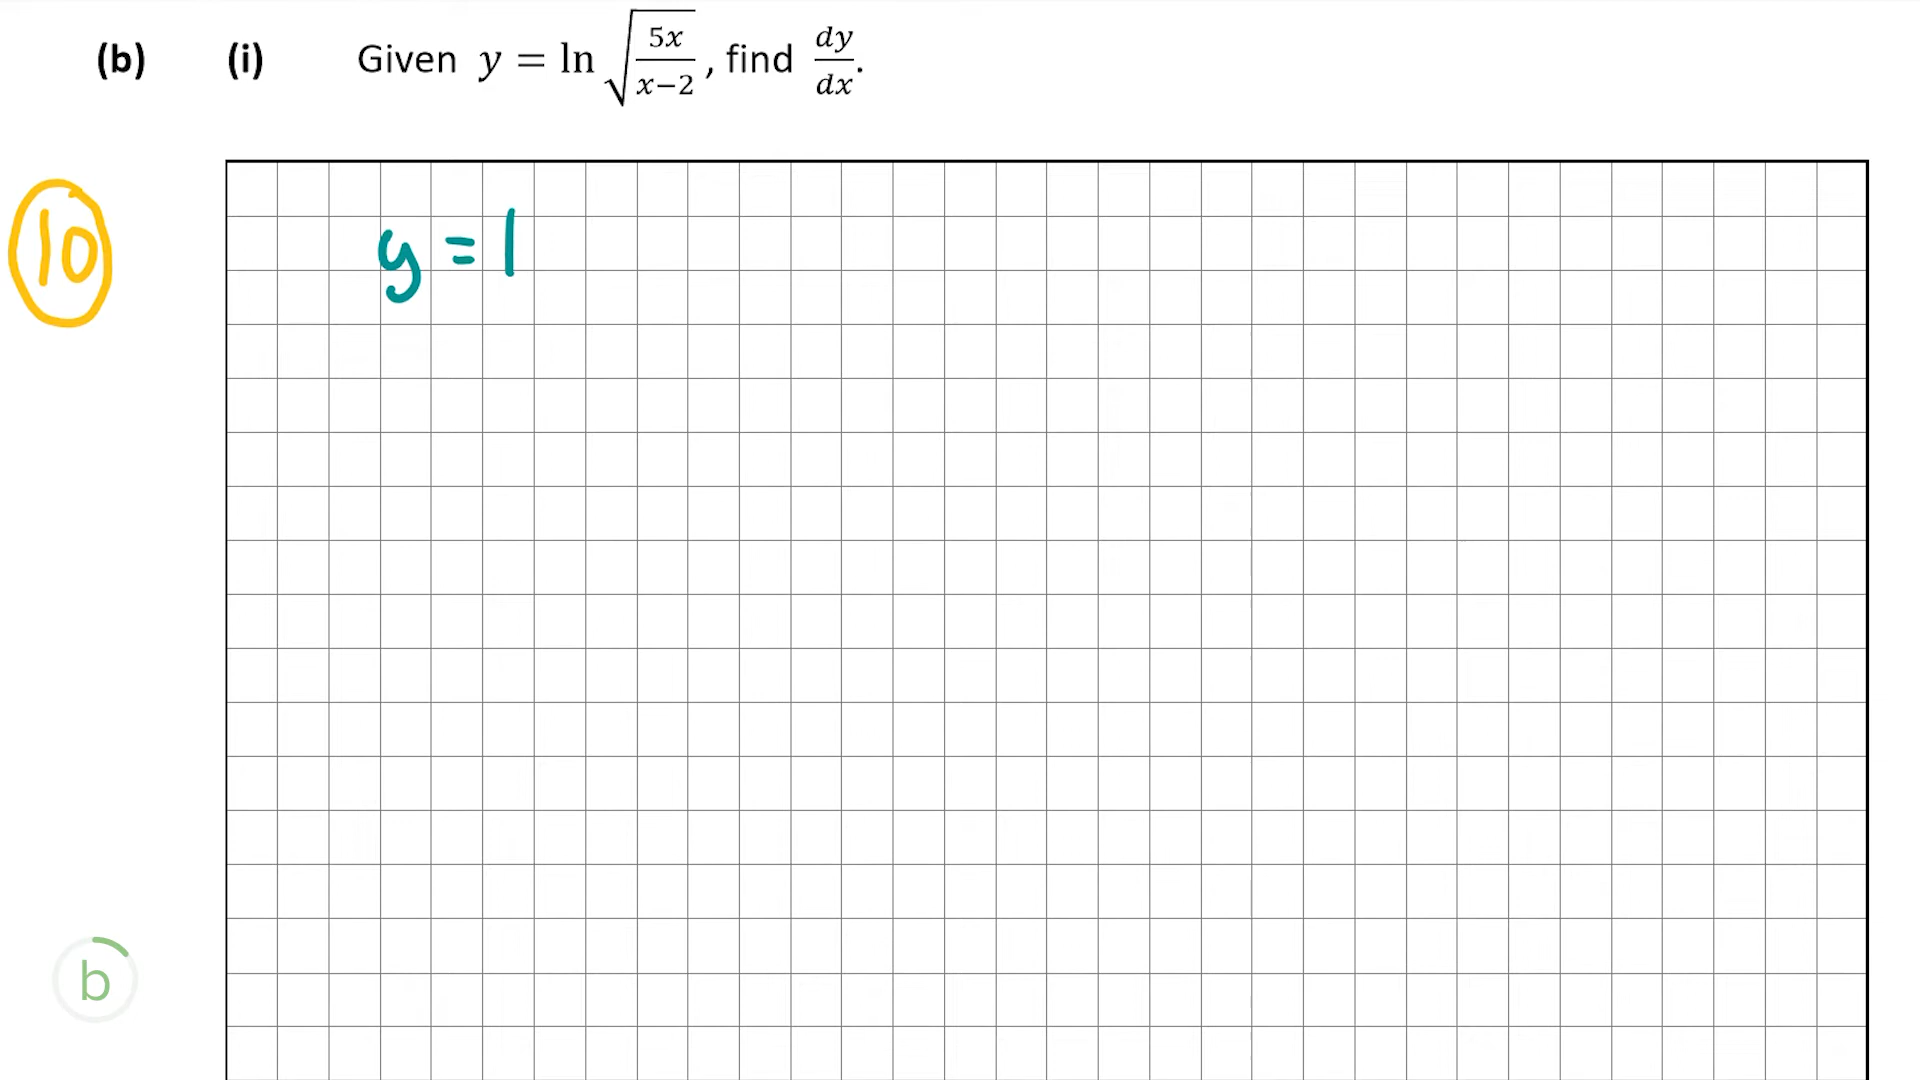 (b) (i) Given y = ln √(5x/(x−2)), find dy/dx.
10
y = l
b